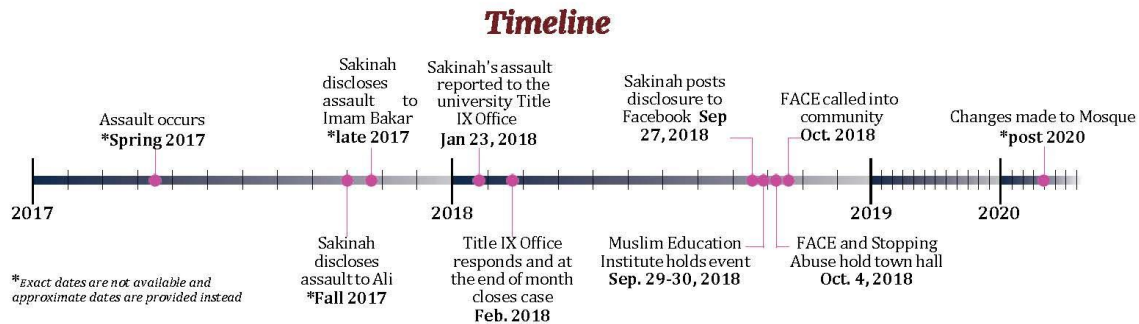 Timeline
Assault occurs
*Spring 2017
Sakinah
discloses
assault to
Imam Bakar
*late 2017
Sakinah's assault
reported to the
university Title
IX Office
Jan 23, 2018
Sakinah posts
disclosure to
Facebook Sep
27, 2018
FACE called into
community
Oct. 2018
Changes made to Mosque
*post 2020
2017
2018
2019
2020
Sakinah
discloses
assault to Ali
*Fall 2017
Title IX Office
responds and at
the end of month
closes case
Feb. 2018
Muslim Education
Institute holds event
Sep. 29-30, 2018
FACE and Stopping
Abuse hold town hall
Oct. 4, 2018
*Exact dates are not available and
approximate dates are provided instead